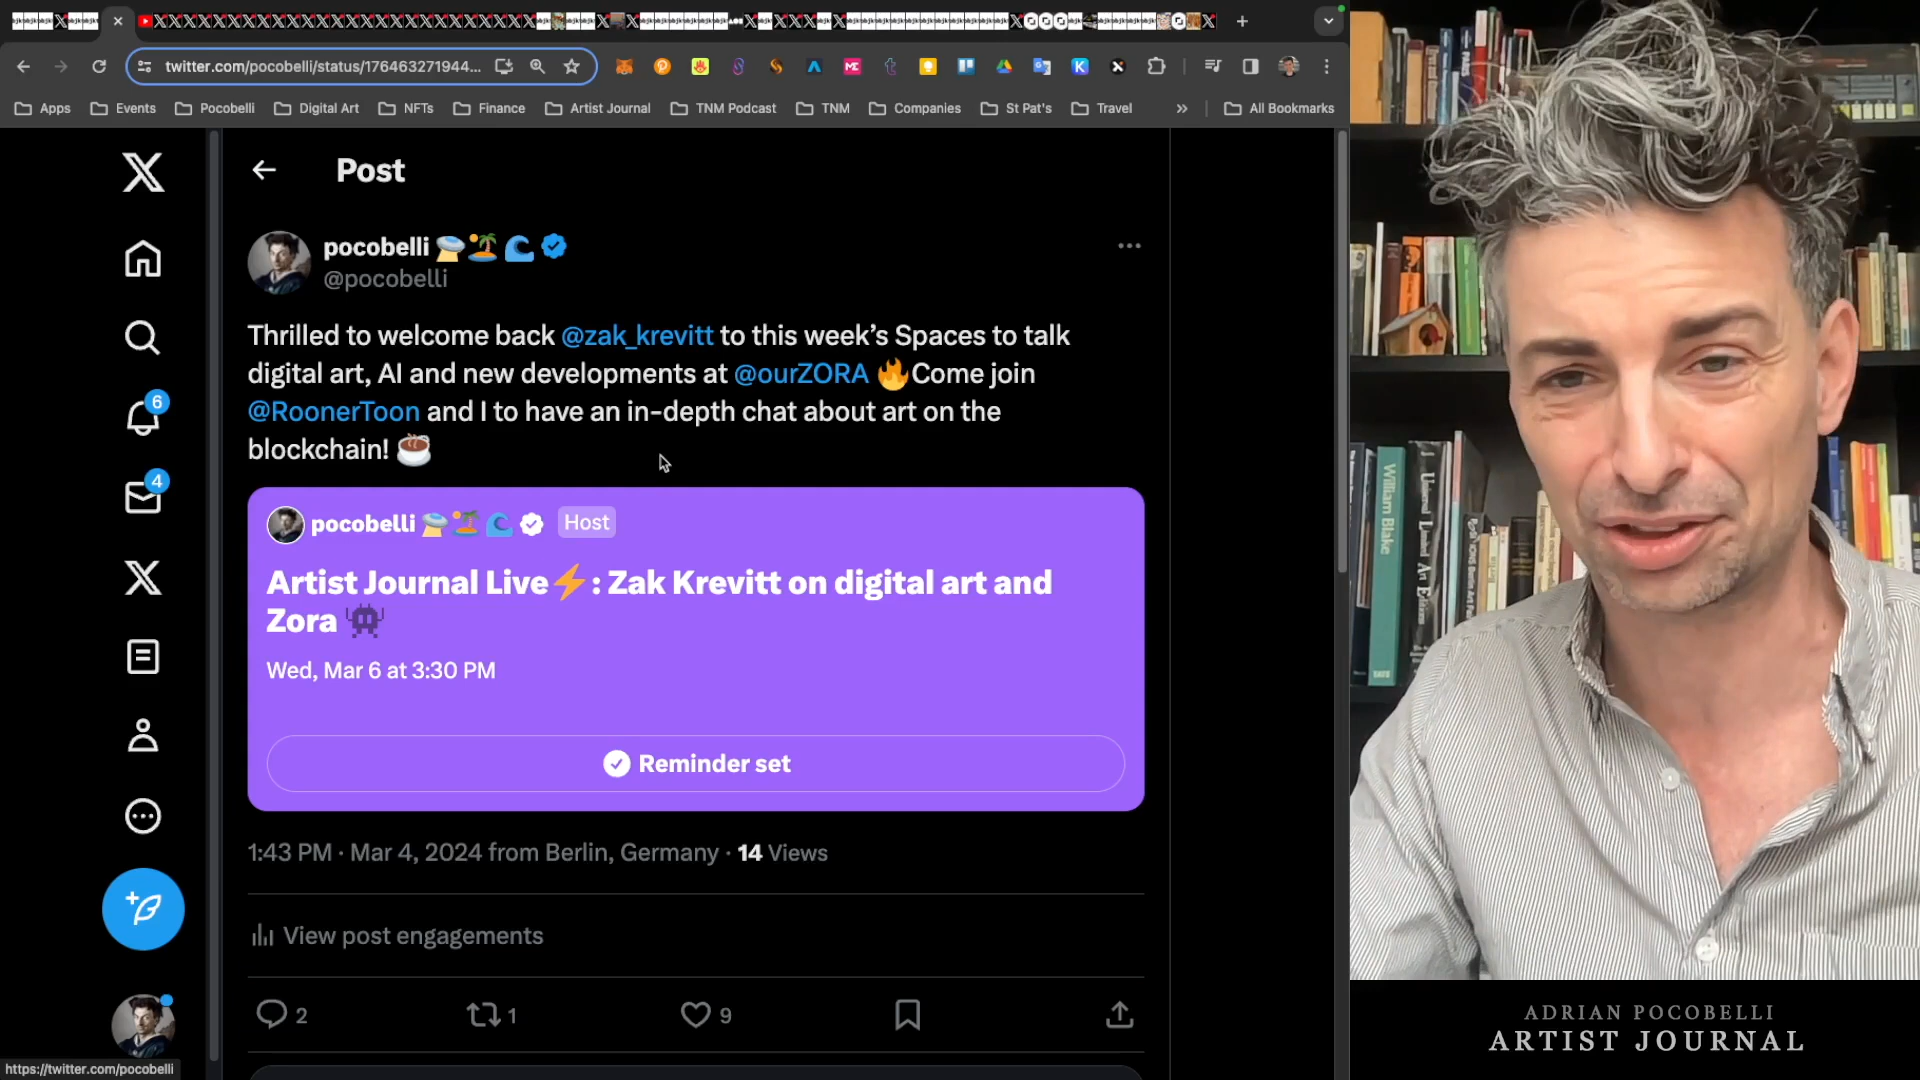 twitter.com/pocobelli/status/176463271944...
Apps
Events
Pocobelli
Digital Art
NFTs
Finance
Artist Journal
TNM Podcast
TNM
Companies
St Pat's
Travel
»
All Bookmarks
Post
pocobelli
@pocobelli
Thrilled to welcome back @zak_krevitt to this week’s Spaces to talk
digital art, AI and new developments at @ourZORA 🔥Come join
@RoonerToon and I to have an in-depth chat about art on the
blockchain! ☕
pocobelli Host
Artist Journal Live⚡: Zak Krevitt on digital art and
Zora 👾
Wed, Mar 6 at 3:30 PM
Reminder set
1:43 PM · Mar 4, 2024 from Berlin, Germany · 14 Views
View post engagements
2
1
9
6
4
https://twitter.com/pocobelli
William Blake
ADRIAN POCOBELLI
ARTIST JOURNAL